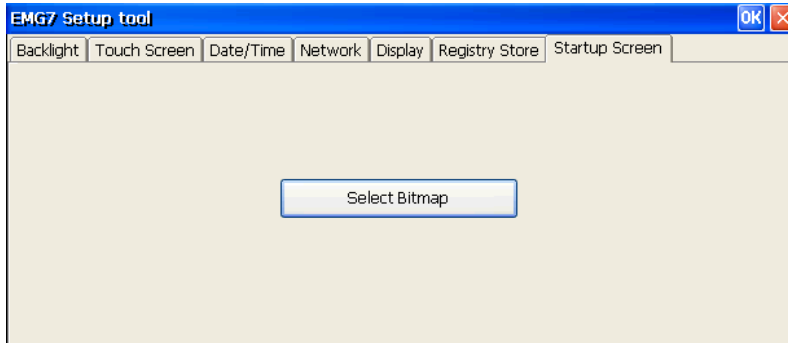 EMG7 Setup tool OK
Backlight Touch Screen Date/Time Network Display Registry Store Startup Screen
Select Bitmap